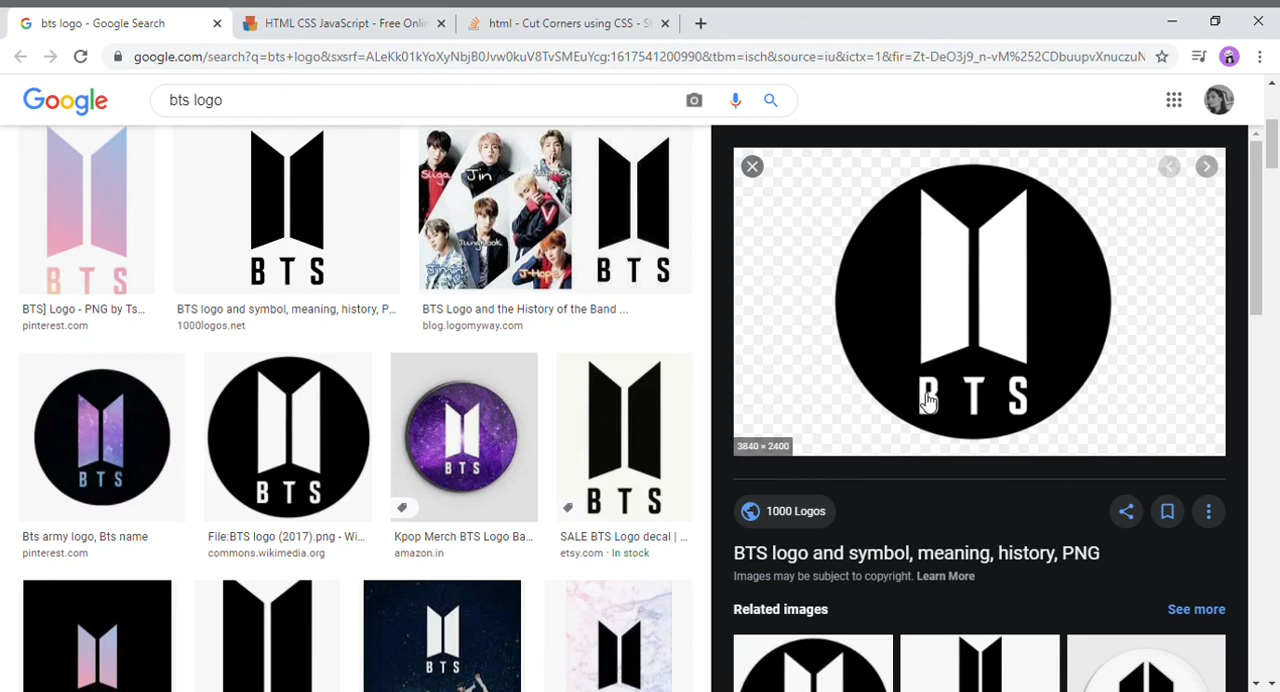 bts logo - Google Search
HTML CSS JavaScript - Free Onlin
html - Cut Corners using CSS - St
google.com/search?q=bts+logo&sxsrf=ALeKk01kYoXyNbjB0Jvw0kuV8TvSMEuYcg:1617541200990&tbm=isch&source=iu&ictx=1&fir=Zt-DeO3j9_n-vM%252CDbuupvXnuczuN
Google
bts logo
BTS
BTS
Suga
Jin
Jungkook
V
Jimin
J-Hope
BTS
BTS] Logo - PNG by Ts...
pinterest.com
BTS logo and symbol, meaning, history, P...
1000logos.net
BTS Logo and the History of the Band ...
blog.logomyway.com
BTS
BTS
BTS
BTS
Bts army logo, Bts name
pinterest.com
File:BTS logo (2017).png - Wi...
commons.wikimedia.org
Kpop Merch BTS Logo Ba...
amazon.in
SALE BTS Logo decal | ...
etsy.com · In stock
BTS
BTS
3840 × 2400
1000 Logos
BTS logo and symbol, meaning, history, PNG
Images may be subject to copyright. Learn More
Related images
See more